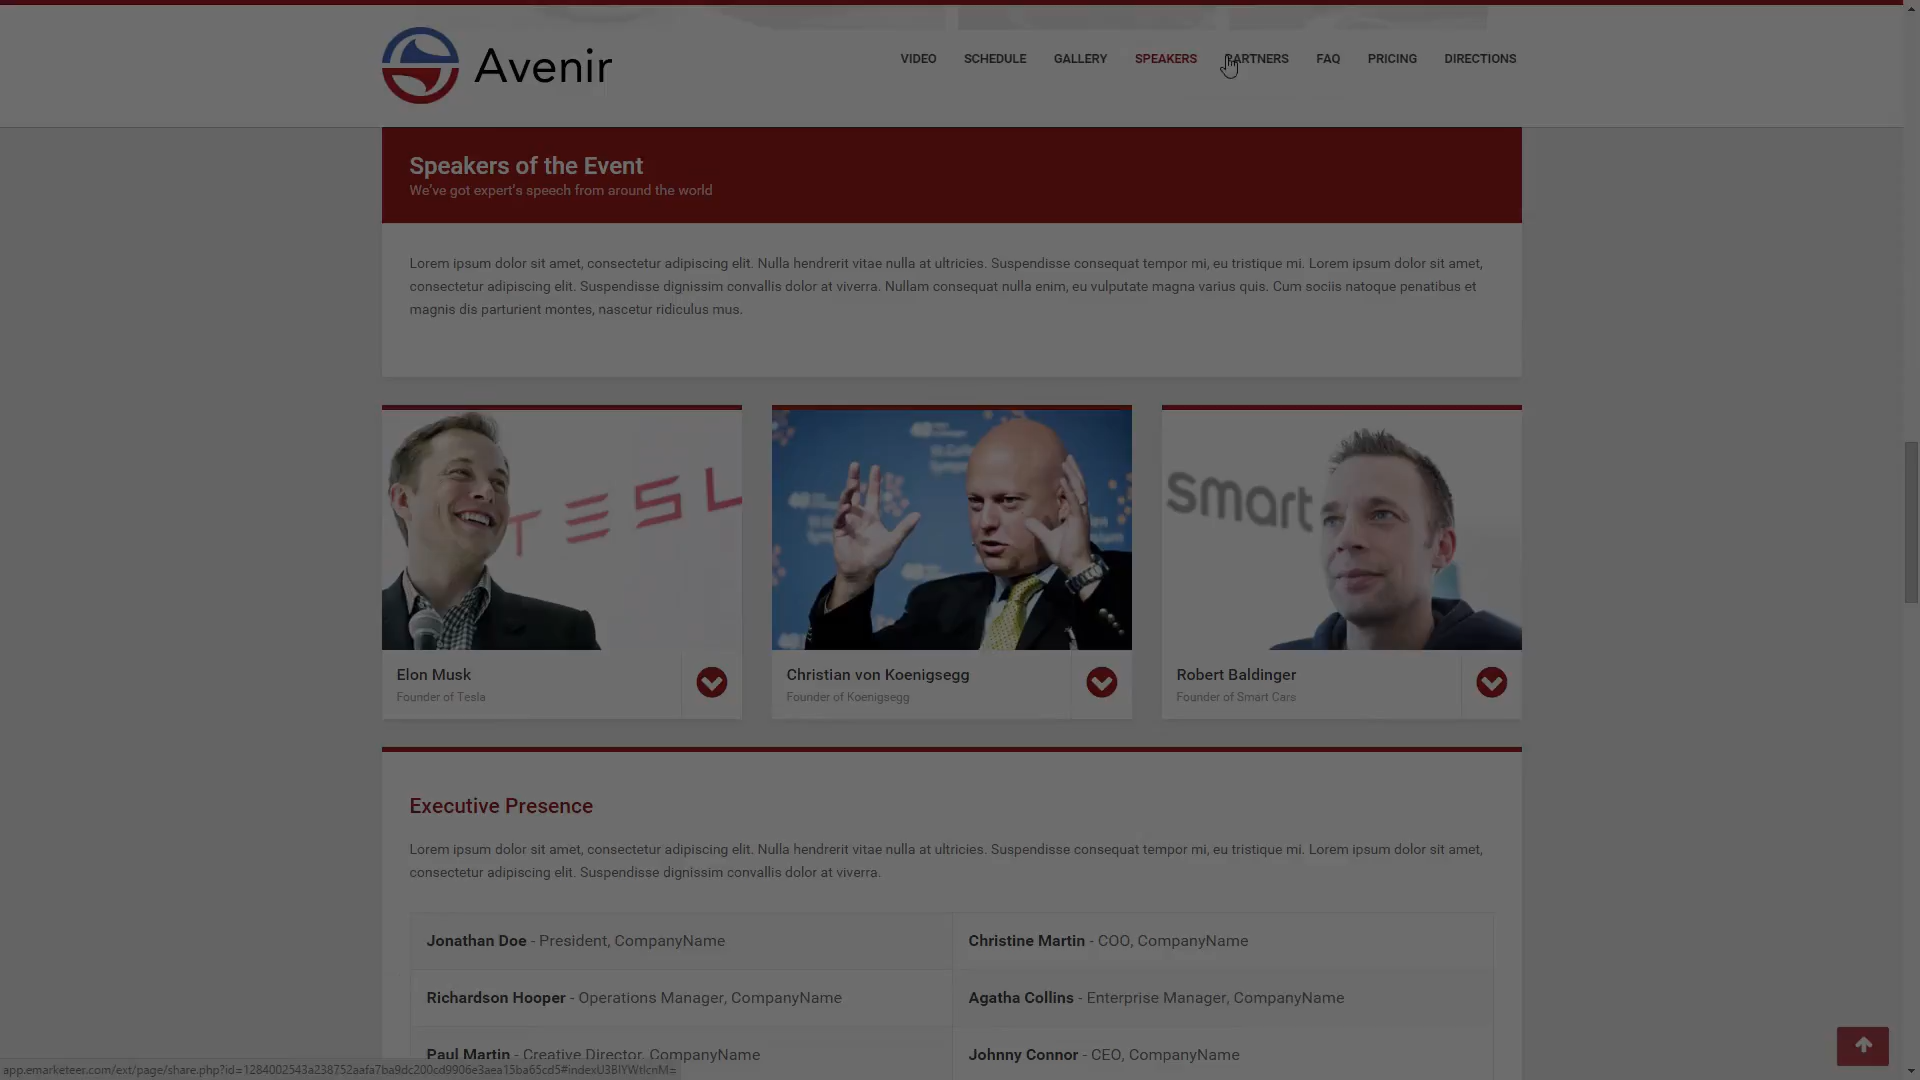 Avenir
VIDEO SCHEDULE GALLERY SPEAKERS PARTNERS FAQ PRICING DIRECTIONS
Speakers of the Event
We've got expert's speech from around the world
Lorem ipsum dolor sit amet, consectetur adipiscing elit. Nulla hendrerit vitae nulla at ultricies. Suspendisse consequat tempor mi, eu tristique mi. Lorem ipsum dolor sit amet,
consectetur adipiscing elit. Suspendisse dignissim convallis dolor at viverra. Nullam consequat nulla enim, eu vulputate magna varius quis. Cum sociis natoque penatibus et
magnis dis parturient montes, nascetur ridiculus mus.
TESL
smart
Elon Musk
Founder of Tesla
Christian von Koenigsegg
Founder of Koenigsegg
Robert Baldinger
Founder of Smart Cars
Executive Presence
Lorem ipsum dolor sit amet, consectetur adipiscing elit. Nulla hendrerit vitae nulla at ultricies. Suspendisse consequat tempor mi, eu tristique mi. Lorem ipsum dolor sit amet,
consectetur adipiscing elit. Suspendisse dignissim convallis dolor at viverra.
Jonathan Doe - President, CompanyName
Christine Martin - COO, CompanyName
Richardson Hooper - Operations Manager, CompanyName
Agatha Collins - Enterprise Manager, CompanyName
Paul Martin - Creative Director, CompanyName
Johnny Connor - CEO, CompanyName